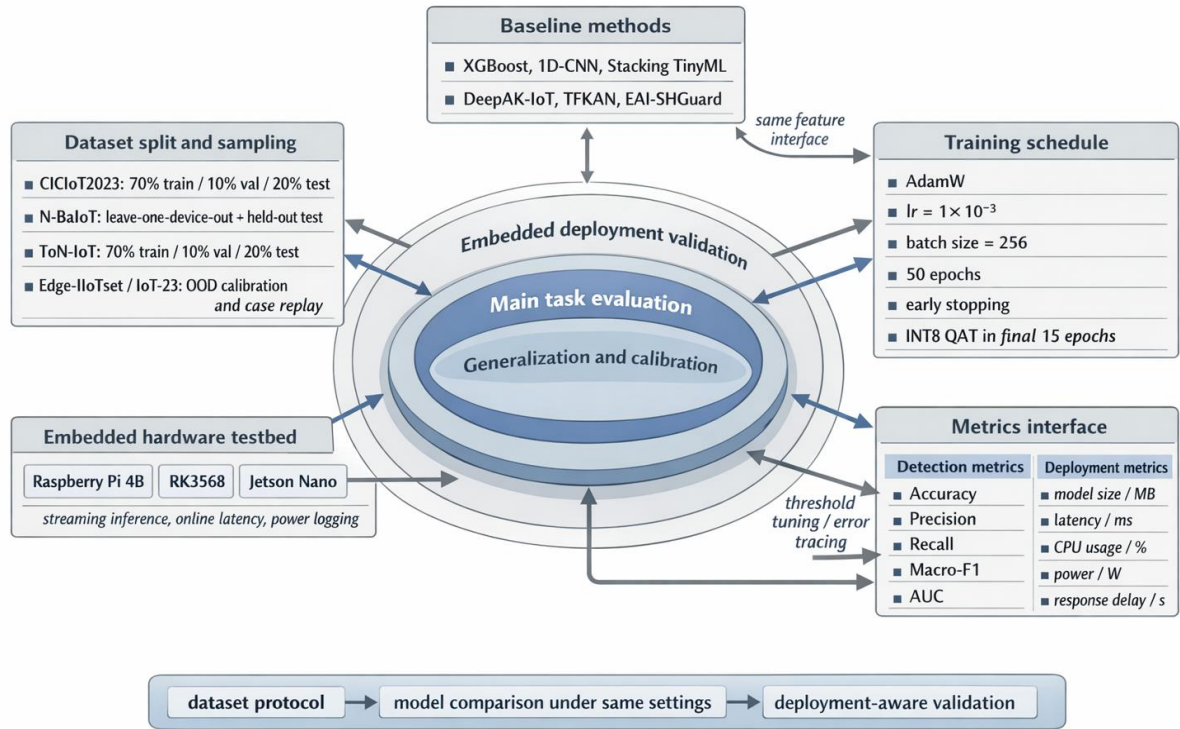 Baseline methods
XGBoost, 1D-CNN, Stacking TinyML
DeepAK-IoT, TFKAN, EAI-SHGuard
same feature
interface
Dataset split and sampling
CICIoT2023: 70% train / 10% val / 20% test
N-BaIoT: leave-one-device-out + held-out test
ToN-IoT: 70% train / 10% val / 20% test
Edge-IIoTset / IoT-23: OOD calibration
and case replay
Training schedule
AdamW
lr = 1 × 10⁻³
batch size = 256
50 epochs
early stopping
INT8 QAT in final 15 epochs
Embedded deployment validation
Main task evaluation
Generalization and calibration
Embedded hardware testbed
Raspberry Pi 4B
RK3568
Jetson Nano
streaming inference, online latency, power logging
threshold
tuning / error
tracing
Metrics interface
Detection metrics
Accuracy
Precision
Recall
Macro-F1
AUC
Deployment metrics
model size / MB
latency / ms
CPU usage / %
power / W
response delay / s
dataset protocol
model comparison under same settings
deployment-aware validation